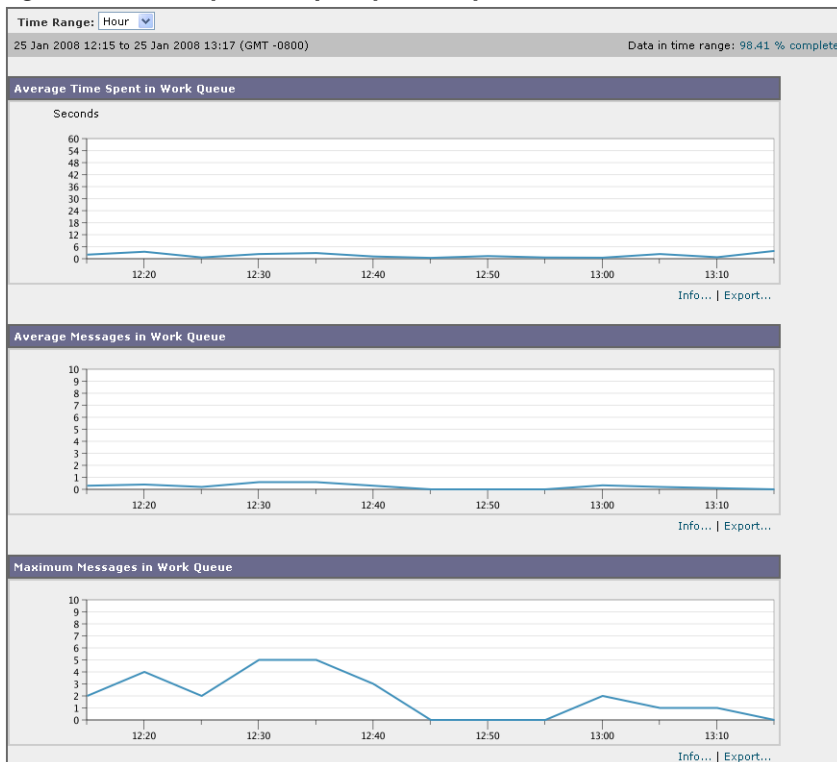 Time Range: Hour
25 Jan 2008 12:15 to 25 Jan 2008 13:17 (GMT -0800) Data in time range: 98.41 % complete
Average Time Spent in Work Queue
Seconds
60
54
48
42
36
30
24
18
12
6
0
12:20 12:30 12:40 12:50 13:00 13:10
Info... | Export...
Average Messages in Work Queue
10
9
8
7
6
5
4
3
2
1
0
12:20 12:30 12:40 12:50 13:00 13:10
Info... | Export...
Maximum Messages in Work Queue
10
9
8
7
6
5
4
3
2
1
0
12:20 12:30 12:40 12:50 13:00 13:10
Info... | Export...